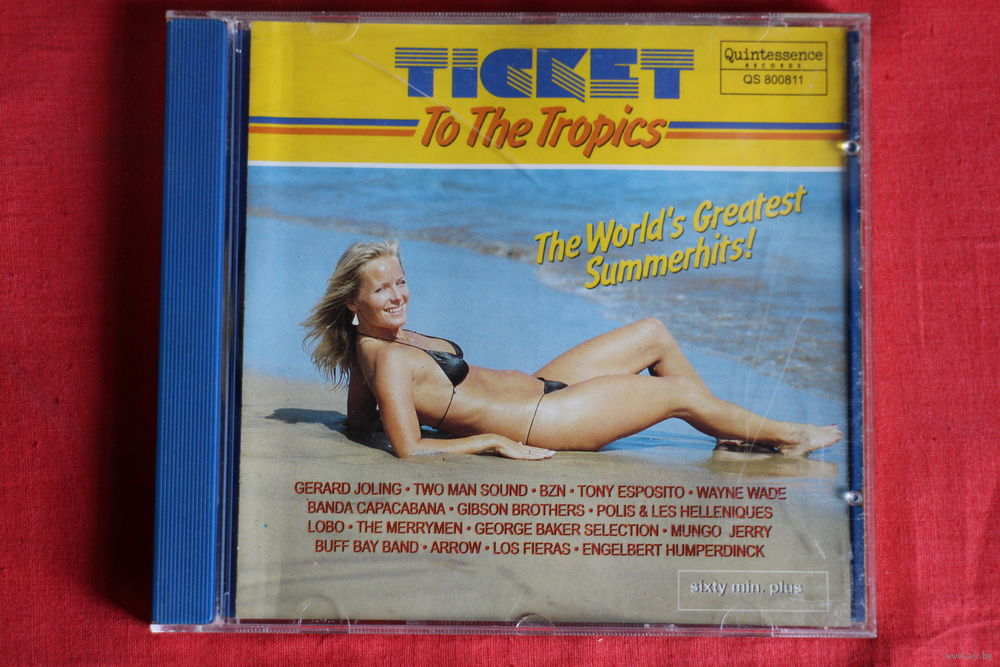 TICKET
To The Tropics
Quintessence
RECORDS
QS 800811
The World's Greatest
Summerhits!
GERARD JOLING • TWO MAN SOUND • BZN • TONY ESPOSITO • WAYNE WADE
BANDA CAPACABANA • GIBSON BROTHERS • POLIS & LES HELLENIQUES
LOBO • THE MERRYMEN • GEORGE BAKER SELECTION • MUNGO JERRY
BUFF BAY BAND • ARROW • LOS FIERAS • ENGELBERT HUMPERDINCK
sixty min. plus
www.ay.by